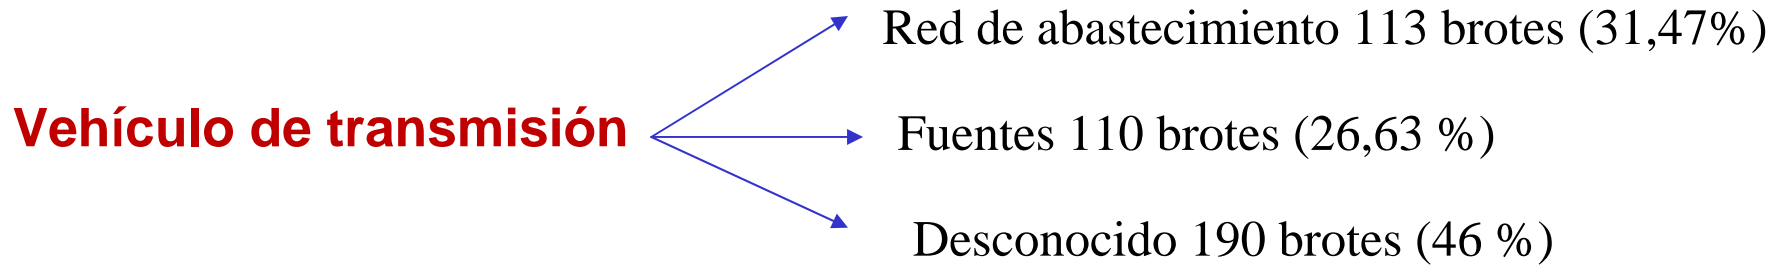 Red de abastecimiento 113 brotes (31,47%)
Vehículo de transmisión
Fuentes 110 brotes (26,63 %)
Desconocido 190 brotes (46 %)